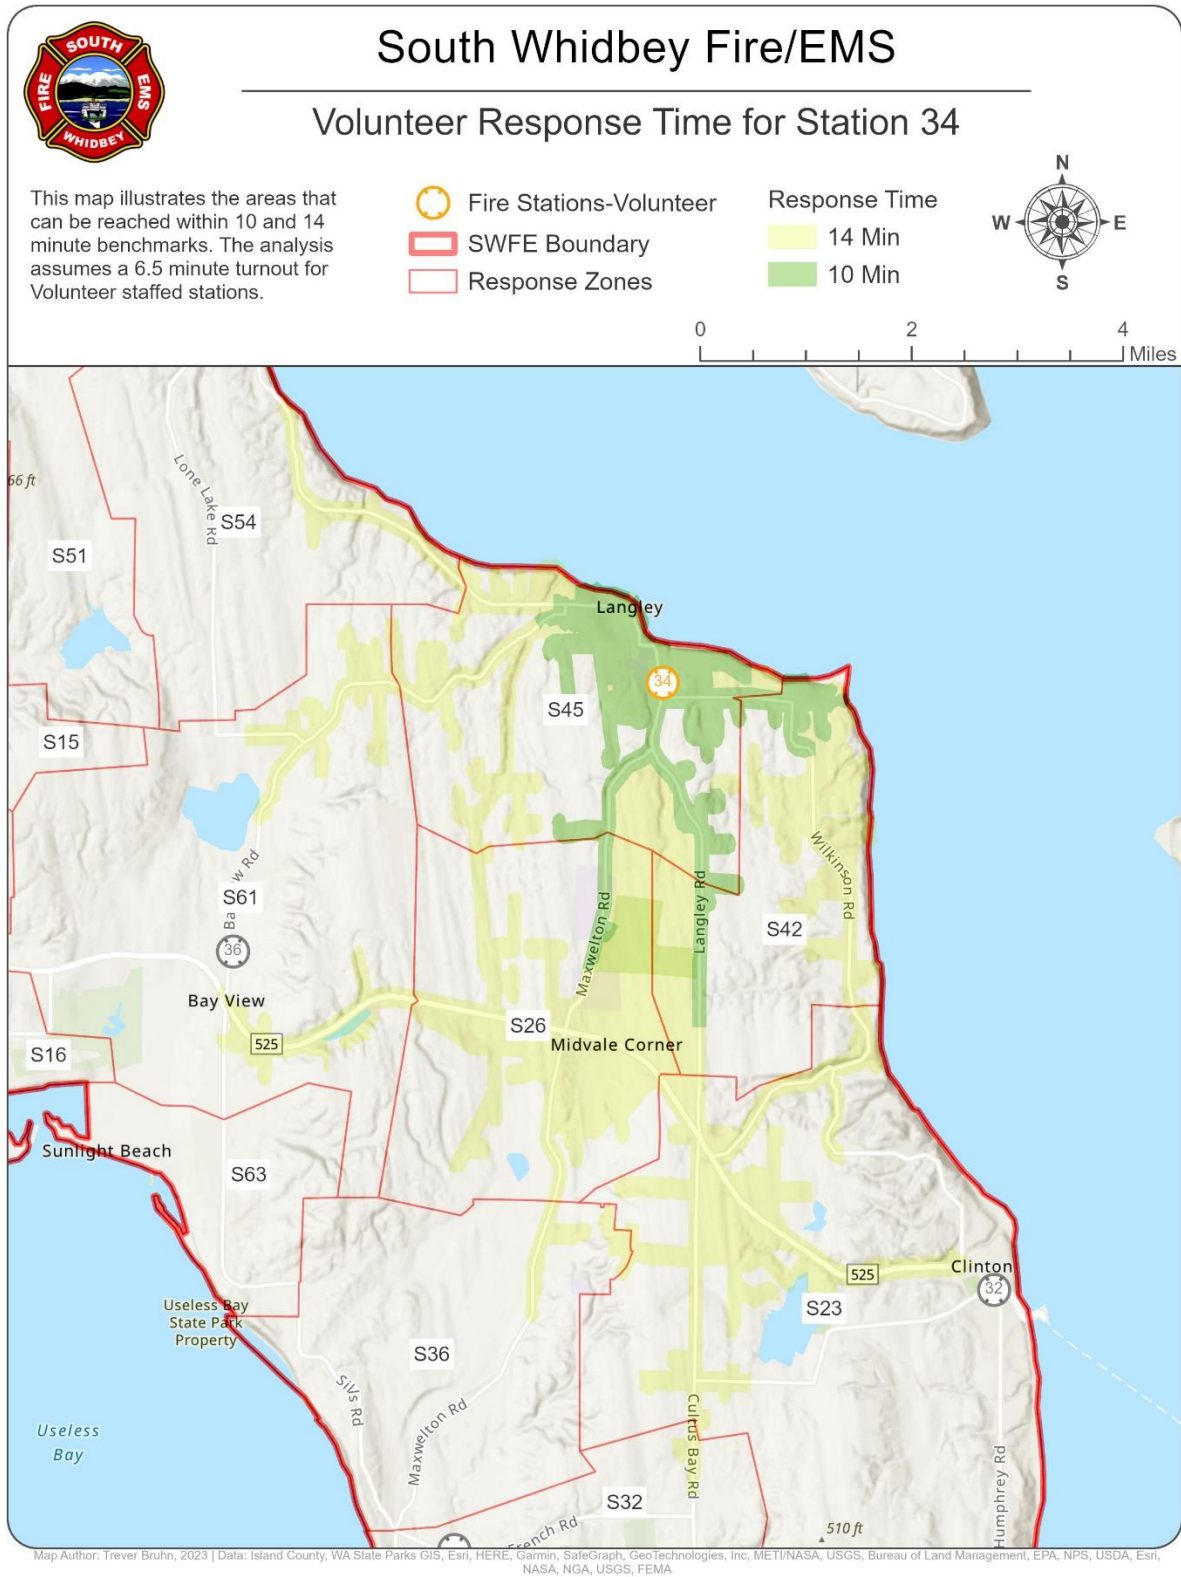 SOUTH
FIRE
EMS
WHIDBEY
South Whidbey Fire/EMS
Volunteer Response Time for Station 34
This map illustrates the areas that
can be reached within 10 and 14
minute benchmarks. The analysis
assumes a 6.5 minute turnout for
Volunteer staffed stations.
Fire Stations-Volunteer
SWFE Boundary
Response Zones
Response Time
14 Min
10 Min
N
W
E
S
0 2 4
Miles
66 ft
Lone Lake Rd
S54
S51
Langley
34
S45
S15
Wilkinson Rd
S61
36
Maxwelton Rd
Langley Rd
S42
Bay View
525
S26
Midvale Corner
S16
Sunlight Beach
S63
Clinton
32
525
S23
Useless Bay
State Park
Property
S36
SiVs Rd
Maxwelton Rd
Cultus Bay Rd
Useless
Bay
Humphrey Rd
S32
French Rd
510 ft
Map Author: Trever Bruhn, 2023 | Data: Island County, WA State Parks GIS, Esri, HERE, Garmin, SafeGraph, GeoTechnologies, Inc, METI/NASA, USGS, Bureau of Land Management, EPA, NPS, USDA, Esri,
NASA, NGA, USGS, FEMA